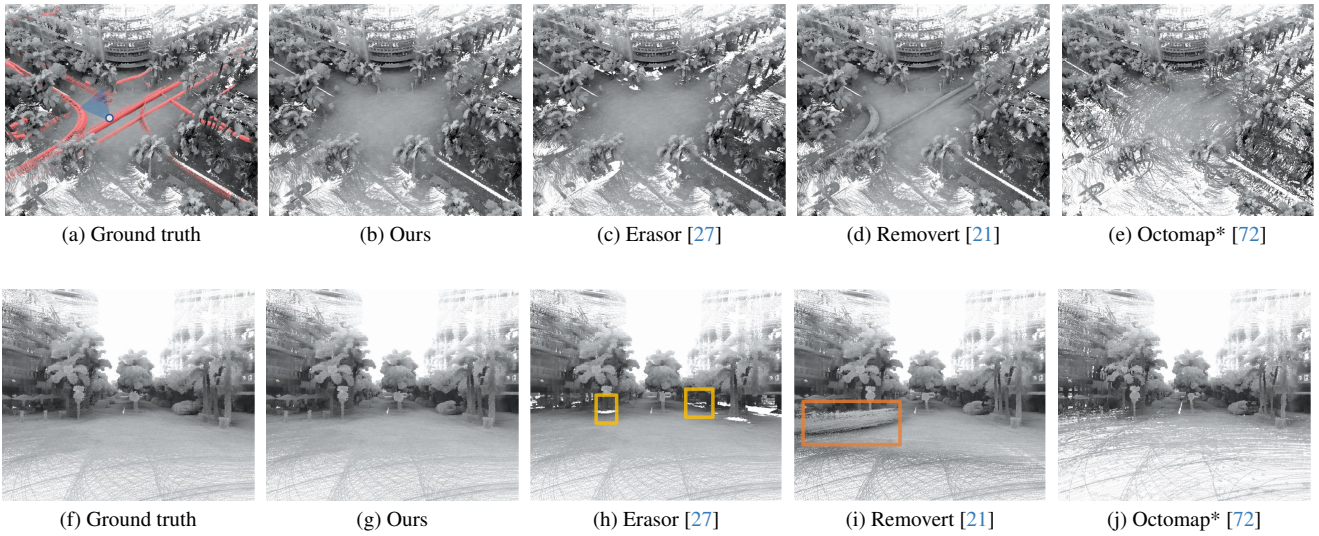 (a) Ground truth
(b) Ours
(c) Erasor [27]
(d) Removert [21]
(e) Octomap* [72]
(f) Ground truth
(g) Ours
(h) Erasor [27]
(i) Removert [21]
(j) Octomap* [72]